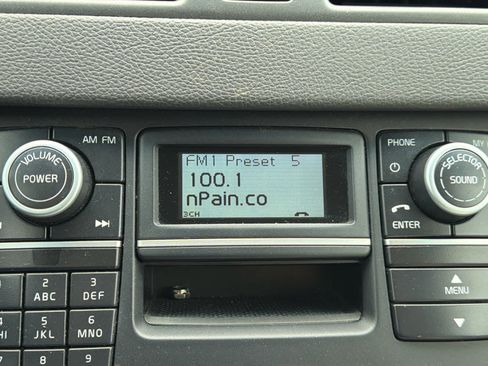 AM FM
VOLUME
POWER
FM1 Preset 5
100.1
nPain.co
3CH
PHONE
MY
SELECTOR
SOUND
ENTER
MENU
2
ABC
3
DEF
5
JKL
6
MNO
8
9